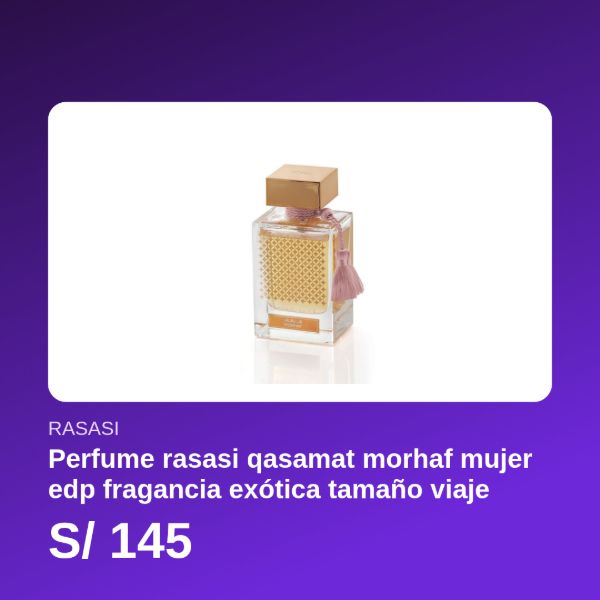 RASASI
Perfume rasasi qasamat morhaf mujer
edp fragancia exótica tamaño viaje
S/ 145